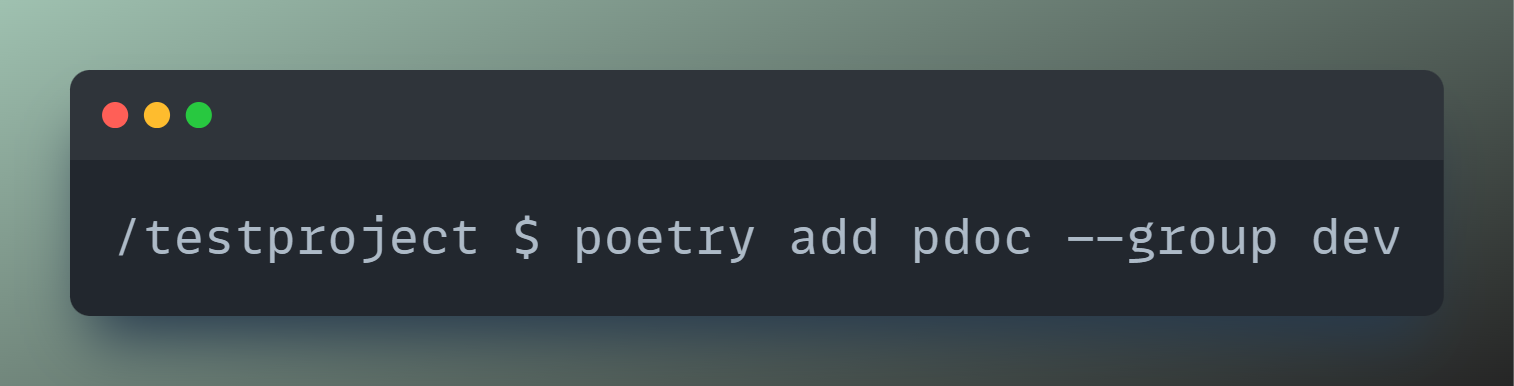 /testproject $ poetry add pdoc --group dev